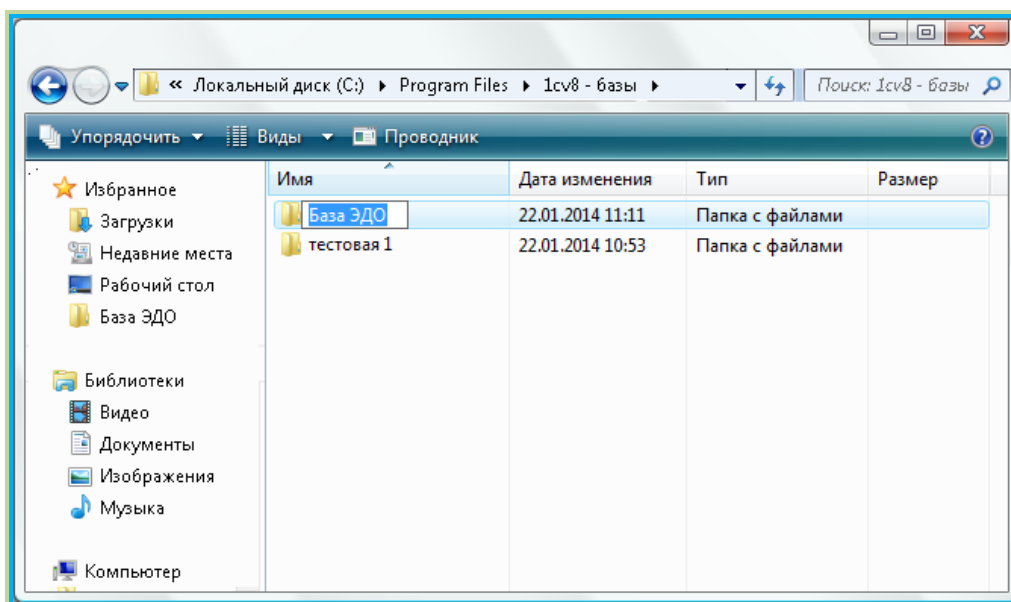 « Локальный диск (C:) Program Files 1cv8 - базы Поиск: 1cv8 - базы
Упорядочить Виды Проводник
Избранное
Загрузки
Недавние места
Рабочий стол
База ЭДО
Библиотеки
Видео
Документы
Изображения
Музыка
Компьютер
Имя Дата изменения Тип Размер
База ЭДО 22.01.2014 11:11 Папка с файлами
тестовая 1 22.01.2014 10:53 Папка с файлами